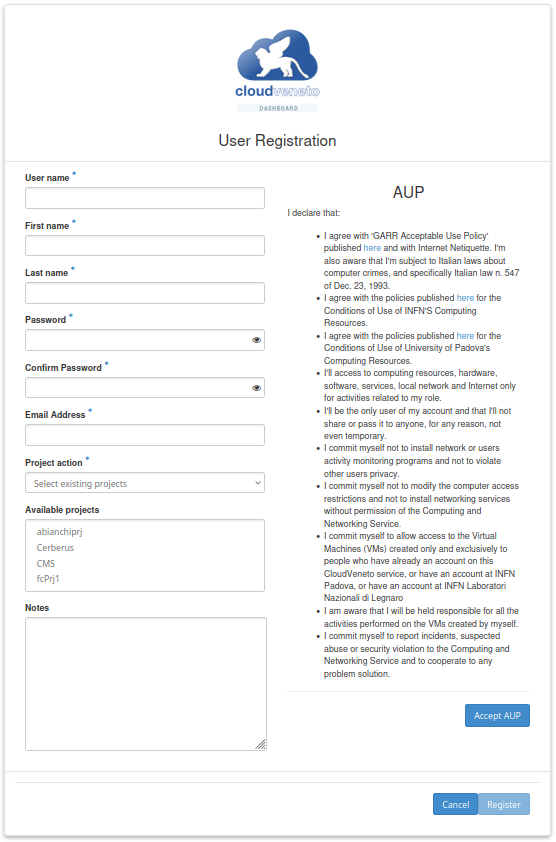 cloudveneto
DASHBOARD
User Registration
User name *
First name *
Last name *
Password *
Confirm Password *
Email Address *
Project action *
Select existing projects
Available projects
abianchiprj
Cerberus
CMS
fcPrj1
Notes
AUP
I declare that:
• I agree with 'GARR Acceptable Use Policy'
published here and with Internet Netiquette. I'm
also aware that I'm subject to Italian laws about
computer crimes, and specifically Italian law n. 547
of Dec. 23, 1993.
• I agree with the policies published here for the
Conditions of Use of INFN'S Computing
Resources.
• I agree with the policies published here for the
Conditions of Use of University of Padova's
Computing Resources.
• I'll access to computing resources, hardware,
software, services, local network and Internet only
for activities related to my role.
• I'll be the only user of my account and that I'll not
share or pass it to anyone, for any reason, not
even temporary.
• I commit myself not to install network or users
activity monitoring programs and not to violate
other users privacy.
• I commit myself not to modify the computer access
restrictions and not to install networking services
without permission of the Computing and
Networking Service.
• I commit myself to allow access to the Virtual
Machines (VMs) created only and exclusively to
people who have already an account on this
CloudVeneto service, or have an account at INFN
Padova, or have an account at INFN Laboratori
Nazionali di Legnaro
• I am aware that I will be held responsible for all the
activities performed on the VMs created by myself.
• I commit myself to report incidents, suspected
abuse or security violation to the Computing and
Networking Service and to cooperate to any
problem solution.
Accept AUP
Cancel
Register